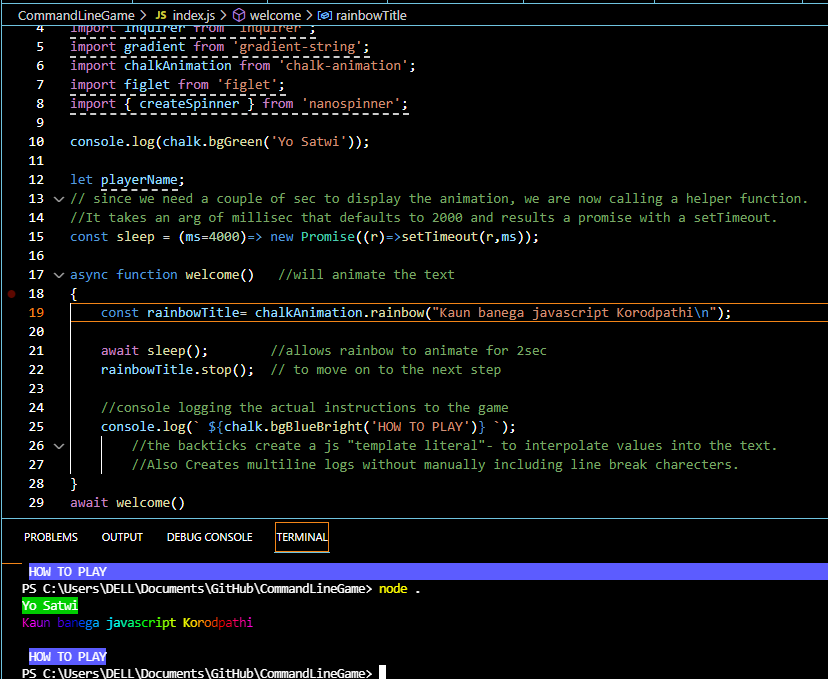 CommandLineGame > JS index.js > welcome > rainbowTitle
4 import inquirer from 'inquirer';
5 import gradient from 'gradient-string';
6 import chalkAnimation from 'chalk-animation';
7 import figlet from 'figlet';
8 import { createSpinner } from 'nanospinner';
9
10 console.log(chalk.bgGreen('Yo Satwi'));
11
12 let playerName;
13 // since we need a couple of sec to display the animation, we are now calling a helper function.
14 //It takes an arg of millisec that defaults to 2000 and results a promise with a setTimeout.
15 const sleep = (ms=4000)=> new Promise((r)=>setTimeout(r,ms));
16
17 async function welcome() //will animate the text
18 {
19 const rainbowTitle= chalkAnimation.rainbow("Kaun banega javascript Korodpathi\n");
20
21 await sleep(); //allows rainbow to animate for 2sec
22 rainbowTitle.stop(); // to move on to the next step
23
24 //console logging the actual instructions to the game
25 console.log(` ${chalk.bgBlueBright('HOW TO PLAY')} `);
26 //the backticks create a js "template literal"- to interpolate values into the text.
27 //Also Creates multiline logs without manually including line break charecters.
28 }
29 await welcome()
PROBLEMS OUTPUT DEBUG CONSOLE TERMINAL
HOW TO PLAY
PS C:\Users\DELL\Documents\GitHub\CommandLineGame> node .
Yo Satwi
Kaun banega javascript Korodpathi
HOW TO PLAY
PS C:\Users\DELL\Documents\GitHub\CommandLineGame>